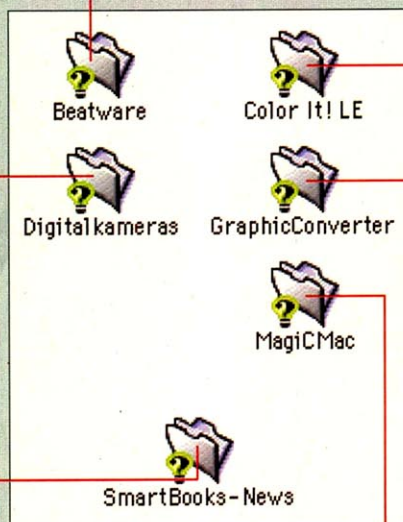 Beatware
Color It! LE
Digitalkameras
GraphicConverter
MagiCMac
SmartBooks-News